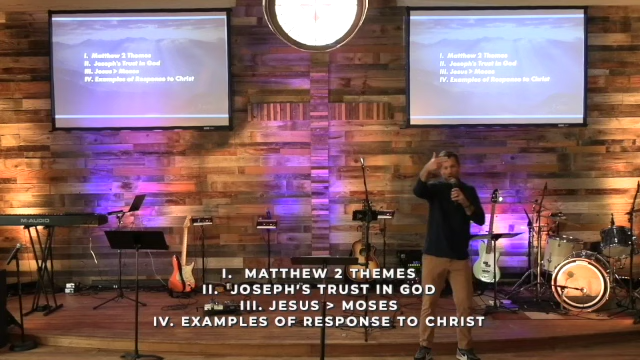 I. Matthew 2 Themes
II. Joseph's Trust in God
III. Jesus > Moses
IV. Examples of Response to Christ
I. Matthew 2 Themes
II. Joseph's Trust in God
III. Jesus > Moses
IV. Examples of Response to Christ
M-AUDIO
I. MATTHEW 2 THEMES
II. JOSEPH'S TRUST IN GOD
III. JESUS > MOSES
IV. EXAMPLES OF RESPONSE TO CHRIST